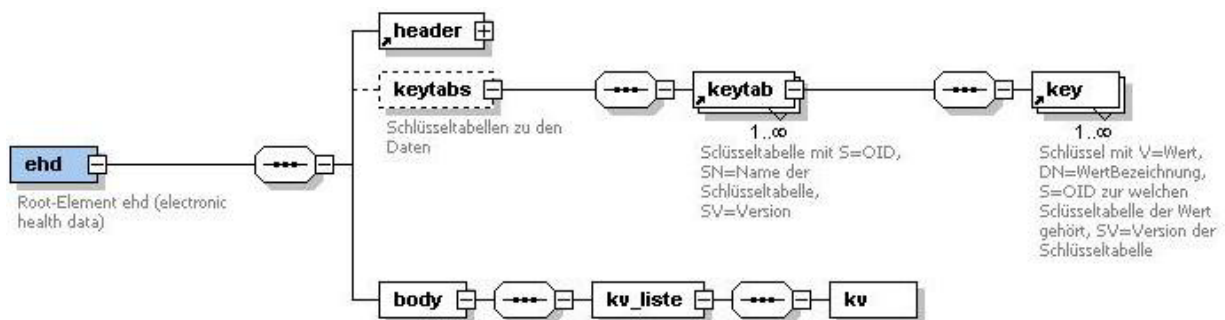 header
keytabs
Schlüsseltabellen zu den
Daten
keytab
1..∞
Sclüsseltabelle mit S=OID,
SN=Name der
Schlüsseltabelle,
SV=Version
key
1..∞
Schlüssel mit V=Wert,
DN=WertBezeichnung,
S=OID zur welchen
Sclüsseltabelle der Wert
gehört, SV=Version der
Schlüsseltabelle
ehd
Root-Element ehd (electronic
health data)
body
kv_liste
kv